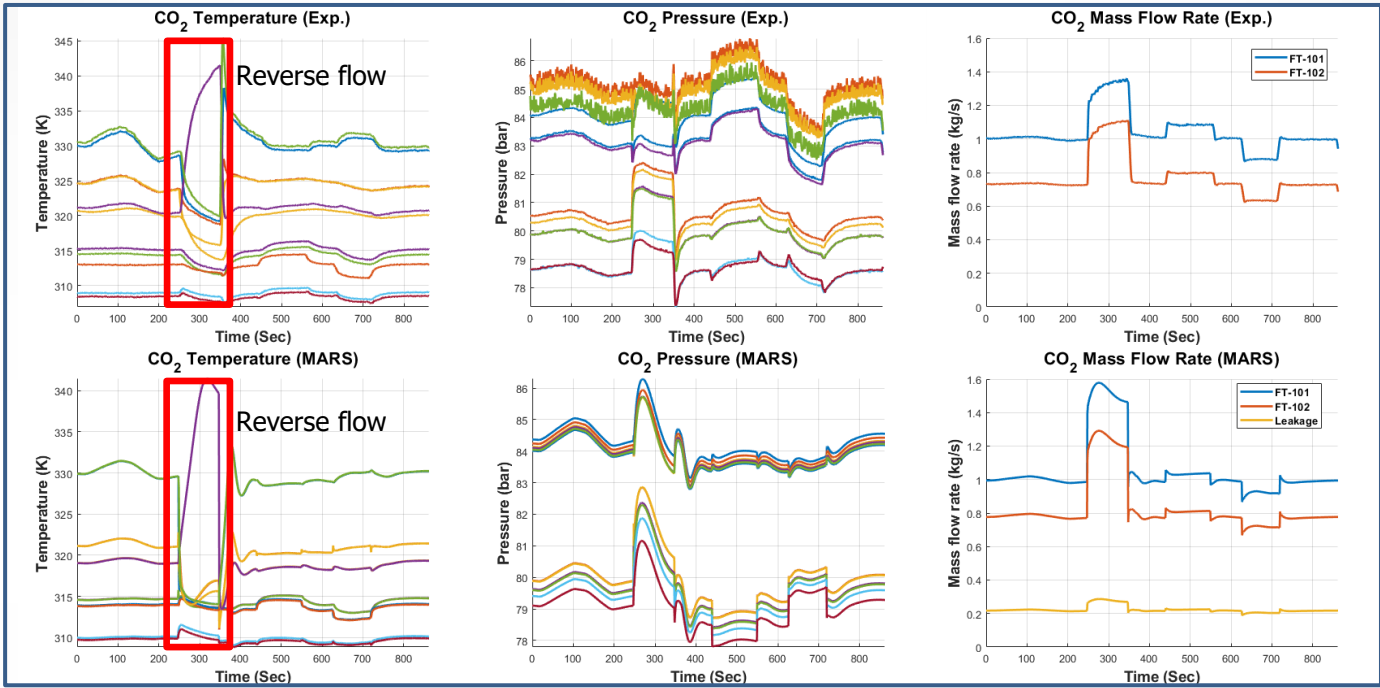 CO2 Temperature (Exp.)
CO2 Pressure (Exp.)
CO2 Mass Flow Rate (Exp.)
345
340
335
330
325
320
315
310
Temperature (K)
Reverse flow
0 100 200 300 400 500 600 700 800
Time (Sec)
86
85
84
83
82
81
80
79
78
Pressure (bar)
0 100 200 300 400 500 600 700 800
Time (Sec)
1.6
1.4
1.2
1
0.8
0.6
0.4
0.2
0
Mass flow rate (kg/s)
FT-101
FT-102
0 100 200 300 400 500 600 700 800
Time (Sec)
CO2 Temperature (MARS)
CO2 Pressure (MARS)
CO2 Mass Flow Rate (MARS)
340
335
330
325
320
315
310
Temperature (K)
Reverse flow
0 100 200 300 400 500 600 700 800
Time (Sec)
86
85
84
83
82
81
80
79
78
Pressure (bar)
0 100 200 300 400 500 600 700 800
Time (Sec)
1.6
1.4
1.2
1
0.8
0.6
0.4
0.2
0
Mass flow rate (kg/s)
FT-101
FT-102
Leakage
0 100 200 300 400 500 600 700 800
Time (Sec)